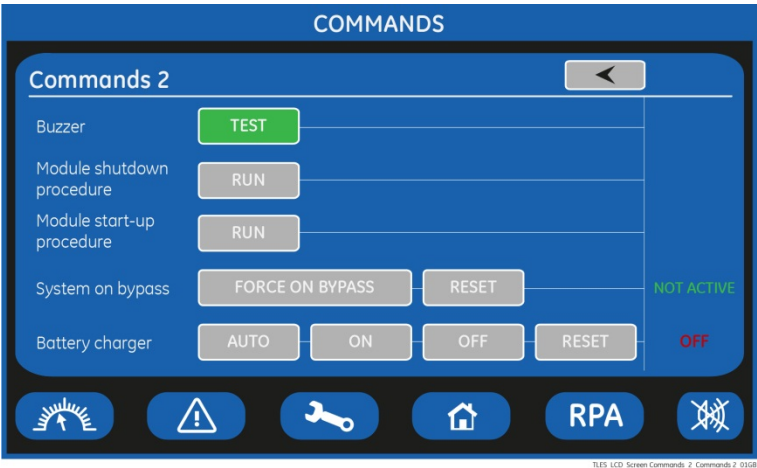 COMMANDS
Commands 2
Buzzer TEST
Module shutdown
procedure
RUN
Module start-up
procedure
RUN
System on bypass FORCE ON BYPASS RESET NOT ACTIVE
Battery charger AUTO ON OFF RESET OFF
RPA
TLES LCD Screen Commands 2 Commands 2 01GB